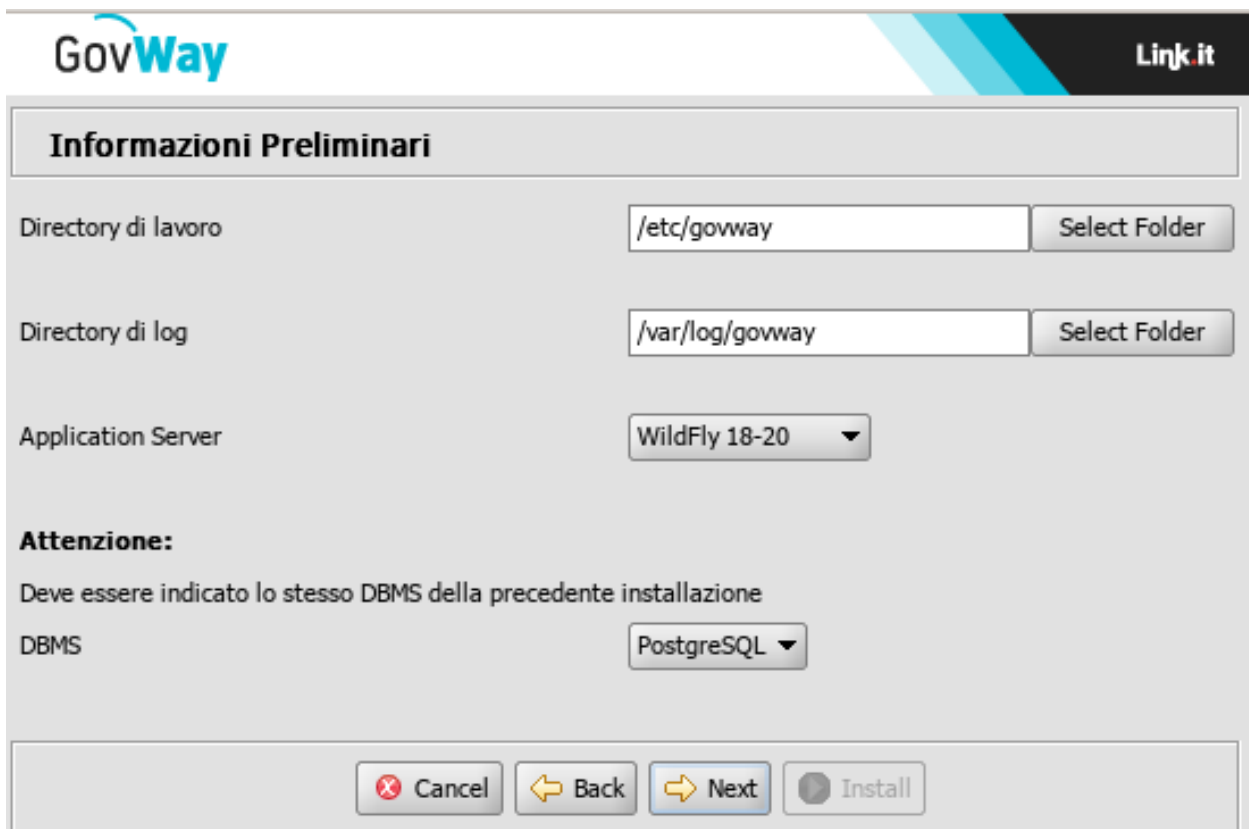 GovWay
Link.it
Informazioni Preliminari
Directory di lavoro
/etc/govway
Select Folder
Directory di log
/var/log/govway
Select Folder
Application Server
WildFly 18-20
Attenzione:
Deve essere indicato lo stesso DBMS della precedente installazione
DBMS
PostgreSQL
Cancel
Back
Next
Install